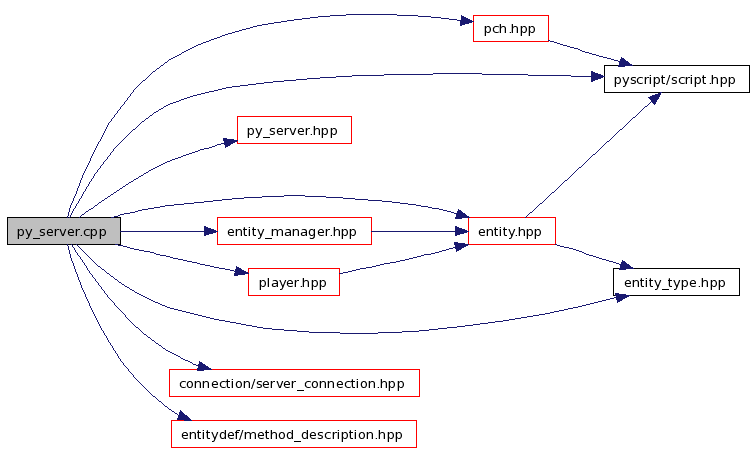 pch.hpp
pyscript/script.hpp
py_server.hpp
py_server.cpp
entity_manager.hpp
entity.hpp
player.hpp
entity_type.hpp
connection/server_connection.hpp
entitydef/method_description.hpp